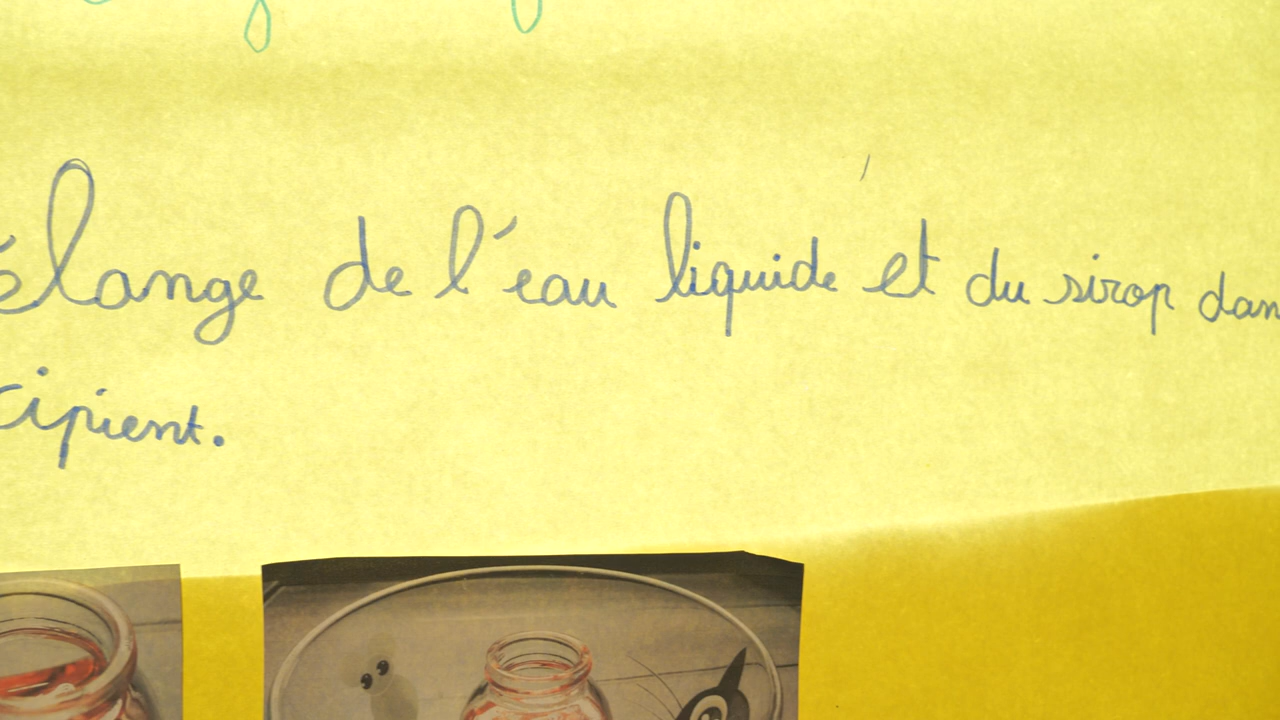 élange de l'eau liquide et du sirop dan
cipient.